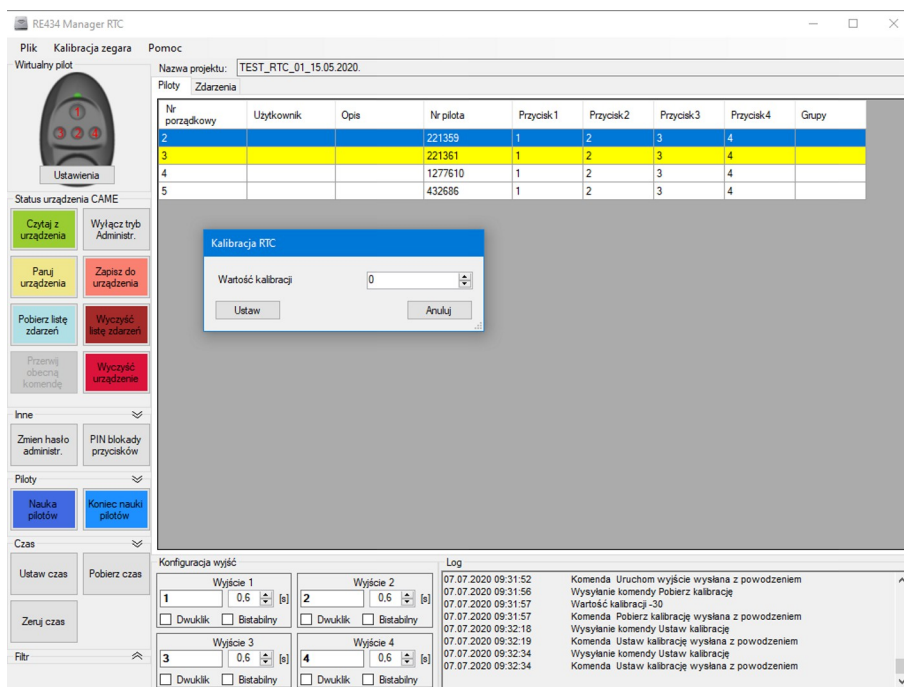 RE434 Manager RTC
Plik Kalibracja zegara Pomoc
Wirtualny pilot
1
3 2 4
Ustawienia
Status urządzenia CAME
Czytaj z urządzenia
Wyłącz tryb Administr.
Paruj urządzenia
Zapisz do urządzenia
Pobierz listę zdarzeń
Wyczyść listę zdarzeń
Przerwij obecną komendę
Wyczyść urządzenie
Inne
Zmien hasło administr.
PIN blokady przycisków
Piloty
Nauka pilotów
Koniec nauki pilotów
Czas
Ustaw czas
Pobierz czas
Zeruj czas
Filtr
Nazwa projektu: TEST_RTC_01_15.05.2020.
Piloty Zdarzenia
Nr porządkowy Użytkownik Opis Nr pilota Przycisk1 Przycisk2 Przycisk3 Przycisk4 Grupy
2 221359 1 2 3 4
3 221361 1 2 3 4
4 1277610 1 2 3 4
5 432686 1 2 3 4
Kalibracja RTC
Wartość kalibracji 0
Ustaw Anuluj
Konfiguracja wyjść
Wyjście 1
1 0,6 [s]
Dwuklik Bistabilny
Wyjście 2
2 0,6 [s]
Dwuklik Bistabilny
Wyjście 3
3 0,6 [s]
Dwuklik Bistabilny
Wyjście 4
4 0,6 [s]
Dwuklik Bistabilny
Log
07.07.2020 09:31:52 Komenda Uruchom wyjście wysłana z powodzeniem
07.07.2020 09:31:56 Wysyłanie komendy Pobierz kalibrację
07.07.2020 09:31:57 Wartość kalibracji -30
07.07.2020 09:31:57 Komenda Pobierz kalibrację wysłana z powodzeniem
07.07.2020 09:32:18 Wysyłanie komendy Ustaw kalibrację
07.07.2020 09:32:19 Komenda Ustaw kalibrację wysłana z powodzeniem
07.07.2020 09:32:34 Wysyłanie komendy Ustaw kalibrację
07.07.2020 09:32:34 Komenda Ustaw kalibrację wysłana z powodzeniem